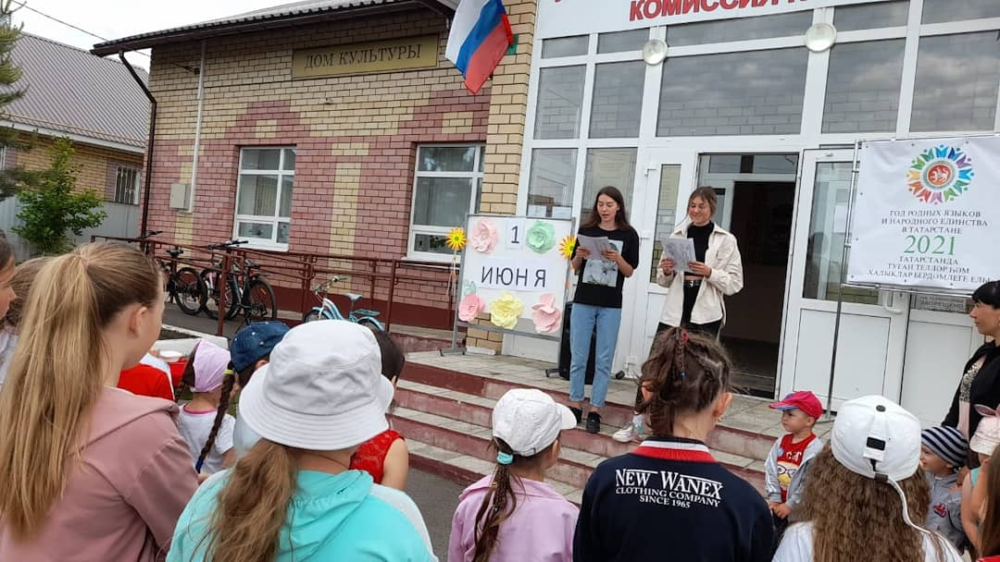 КОМИССИЯ
ДОМ КУЛЬТУРЫ
1
ИЮНЯ
ГОД РОДНЫХ ЯЗЫКОВ
И НАРОДНОГО ЕДИНСТВА
В ТАТАРСТАНЕ
2021
ТАТАРСТАНДА
ТУГАН ТЕЛЛӘР ҺӘМ
ХАЛЫКЛАР БЕРДӘМЛЕГЕ ЕЛЫ
ЗАПРЕЩЕНО
NEW WANEX
CLOTHING COMPANY
SINCE 1965